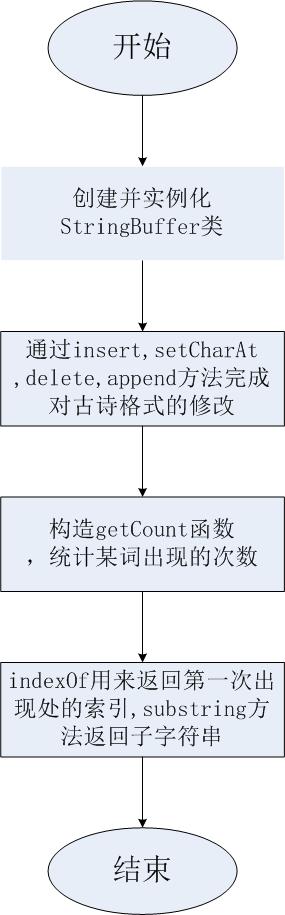 开始
创建并实例化
StringBuffer类
通过insert,setCharAt
,delete,append方法完成
对古诗格式的修改
构造getCount函数
，统计某词出现的次数
indexOf用来返回第一次出
现处的索引,substring方
法返回子字符串
结束